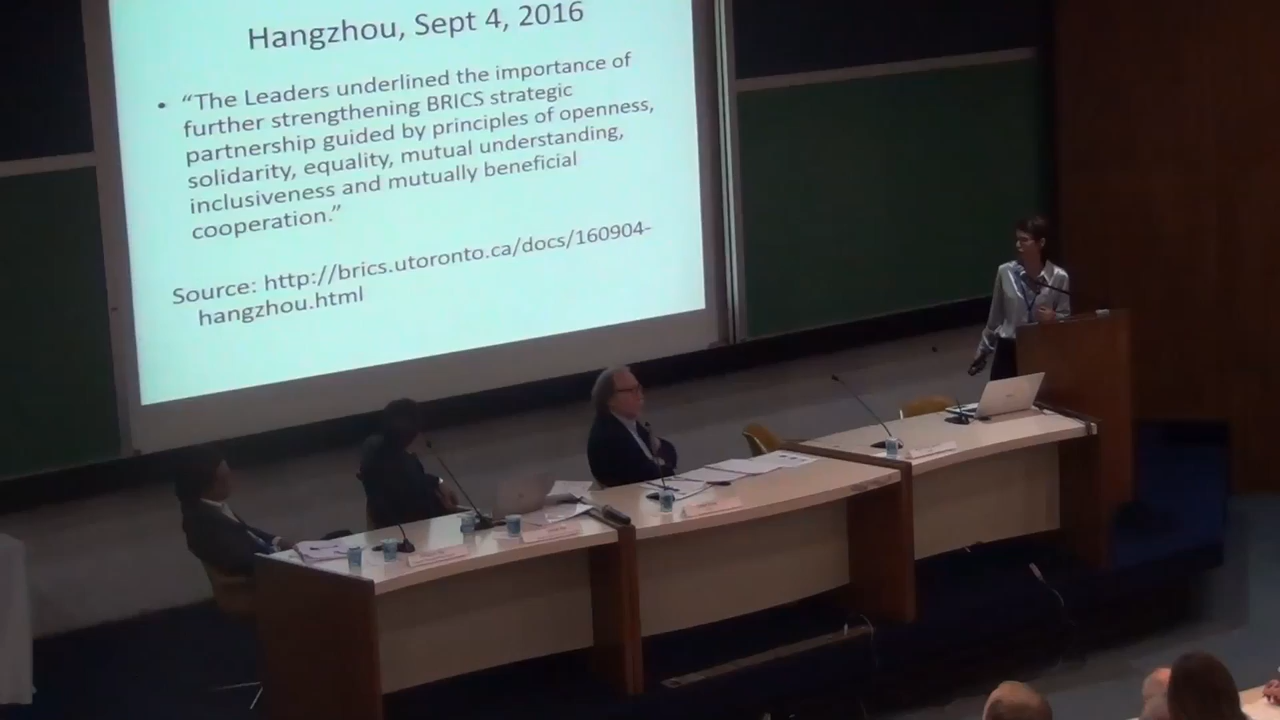 Hangzhou, Sept 4, 2016
• “The Leaders underlined the importance of
further strengthening BRICS strategic
partnership guided by principles of openness,
solidarity, equality, mutual understanding,
inclusiveness and mutually beneficial
cooperation.”
Source: http://brics.utoronto.ca/docs/160904-
hangzhou.html